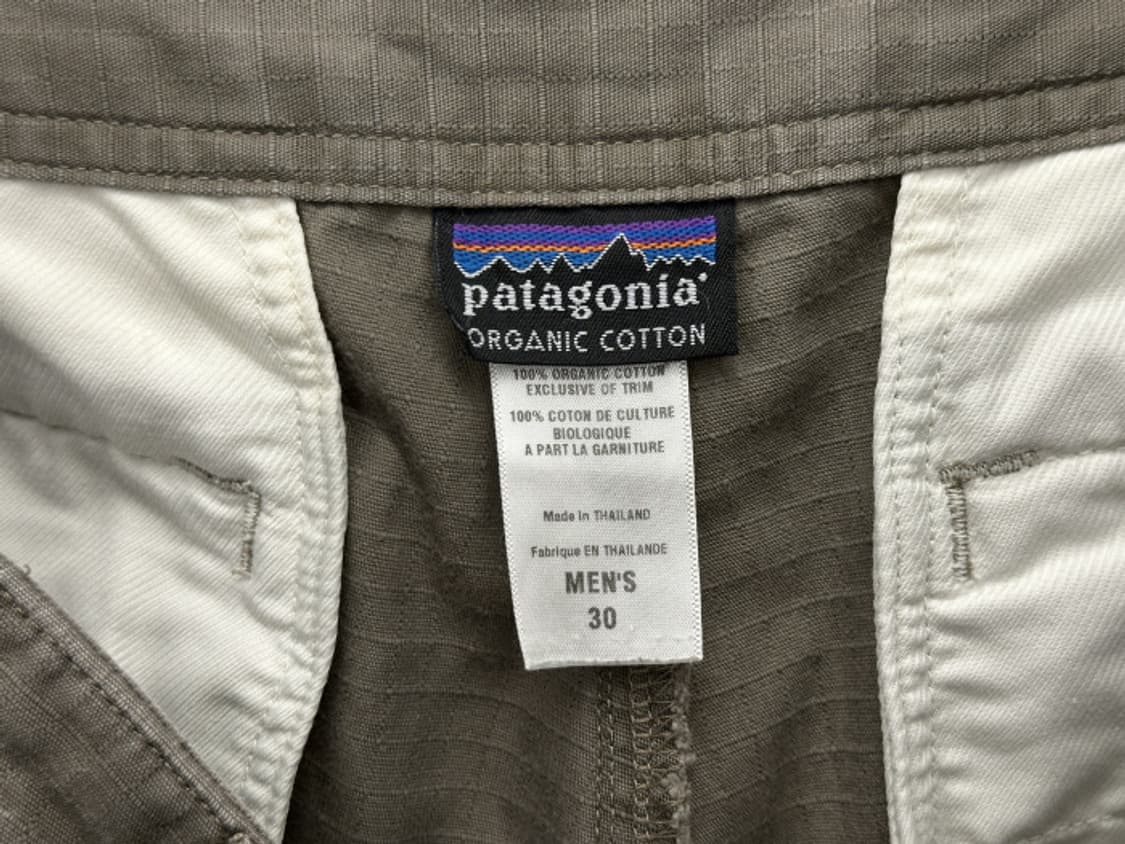 patagonia®
ORGANIC COTTON
100% ORGANIC COTTON
EXCLUSIVE OF TRIM
100% COTON DE CULTURE
BIOLOGIQUE
A PART LA GARNITURE
Made in THAILAND
Fabrique EN THAILANDE
MEN'S
30